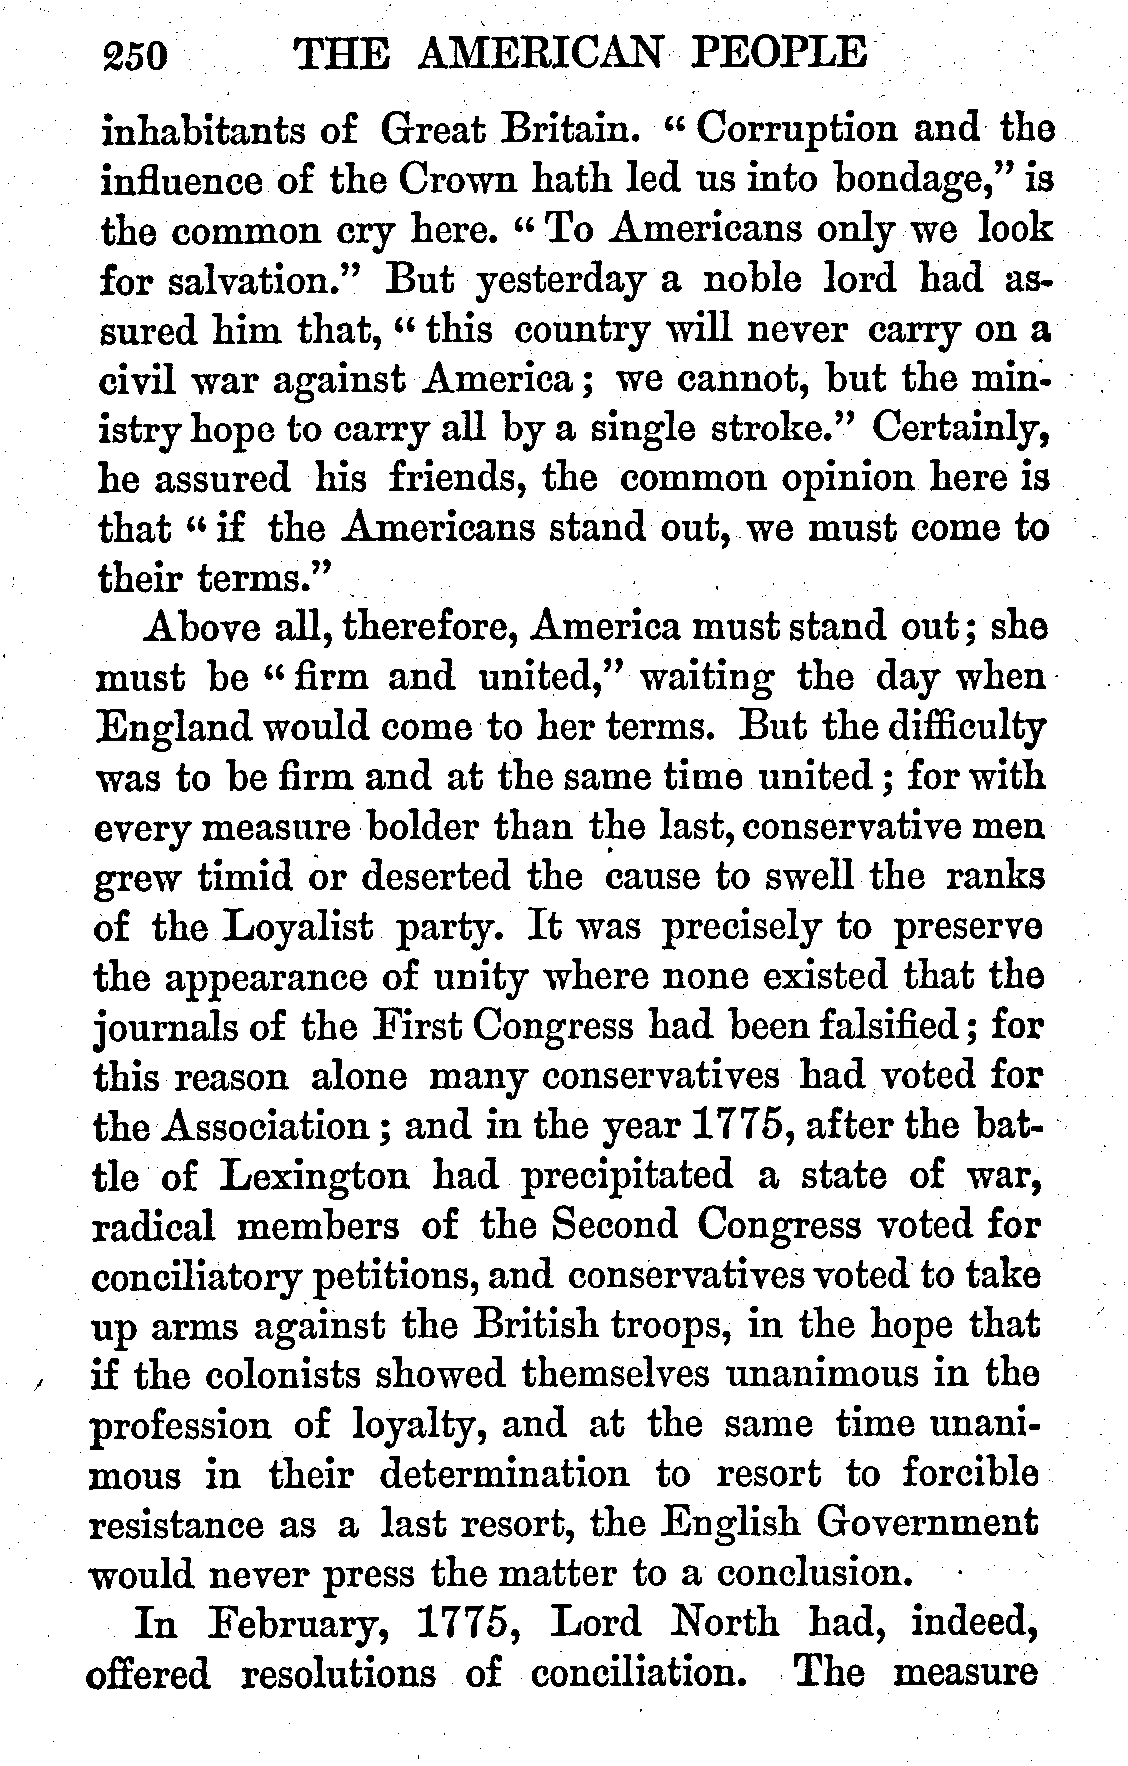 250 THE AMERICAN PEOPLE
inhabitants of Great Britain. “ Corruption and the
influence of the Crown hath led us into bondage,” is
the common cry here. “ To Americans only we look
for salvation.” But yesterday a noble lord had as-
sured him that, “ this country will never carry on a
civil war against America ; we cannot, but the min-
istry hope to carry all by a single stroke.” Certainly,
he assured his friends, the common opinion here is
that “ if the Americans stand out, we must come to
their terms.”
Above all, therefore, America must stand out ; she
must be “ firm and united,” waiting the day when
England would come to her terms. But the difficulty
was to be firm and at the same time united ; for with
every measure bolder than the last, conservative men
grew timid or deserted the cause to swell the ranks
of the Loyalist party. It was precisely to preserve
the appearance of unity where none existed that the
journals of the First Congress had been falsified ; for
this reason alone many conservatives had voted for
the Association ; and in the year 1775, after the bat-
tle of Lexington had precipitated a state of war,
radical members of the Second Congress voted for
conciliatory petitions, and conservatives voted to take
up arms against the British troops, in the hope that
if the colonists showed themselves unanimous in the
profession of loyalty, and at the same time unani-
mous in their determination to resort to forcible
resistance as a last resort, the English Government
would never press the matter to a conclusion.
In February, 1775, Lord North had, indeed,
offered resolutions of conciliation. The measure